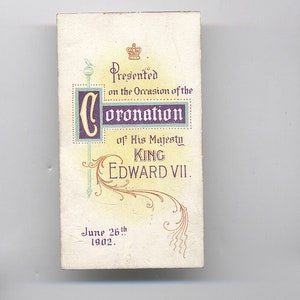 Presented
on the Occasion of the
Coronation
of His Majesty
KING
EDWARD VII.
June 26th
1902.